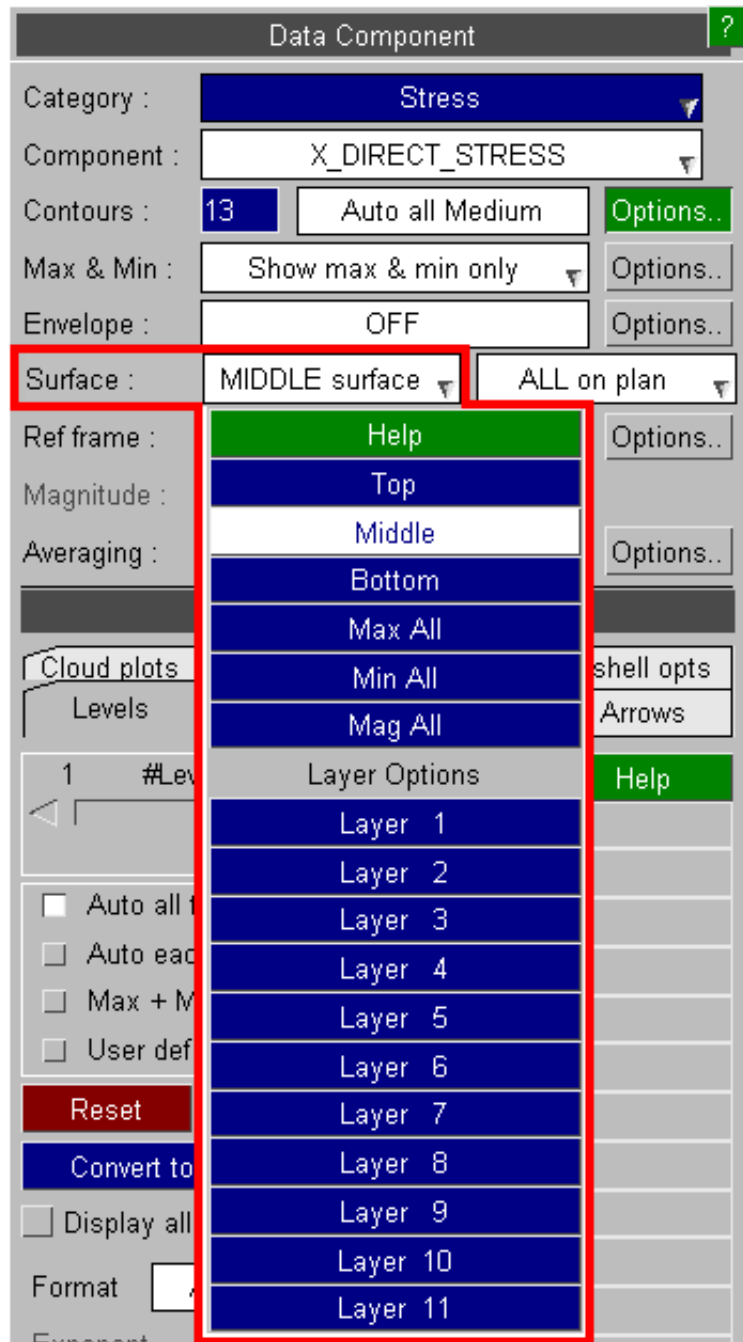 Data Component ?
Category : Stress
Component : X_DIRECT_STRESS
Contours : 13 Auto all Medium Options..
Max & Min : Show max & min only Options..
Envelope : OFF Options..
Surface : MIDDLE surface ALL on plan
Ref frame : Help Options..
Magnitude : Top
Middle
Averaging : Options..
Bottom
Max All
Cloud plots Min All shell opts
Levels Mag All Arrows
1 #Lev Layer Options Help
Layer 1
Layer 2
Auto all Layer 3
Auto eac Layer 4
Max + M Layer 5
User def Layer 6
Reset Layer 7
Convert to Layer 8
Display all Layer 9
Format Layer 10
Layer 11